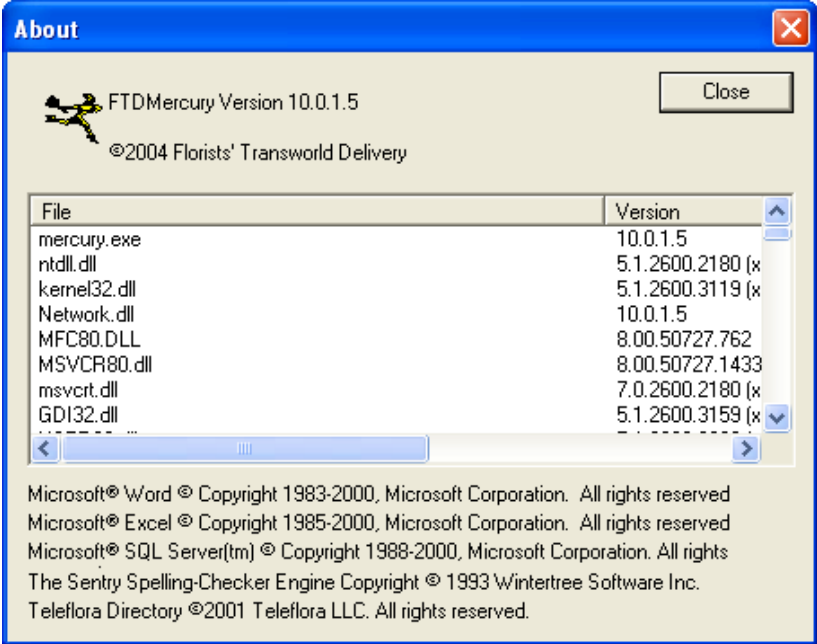 About
Close
FTDMercury Version 10.0.1.5
©2004 Florists' Transworld Delivery
File Version
mercury.exe 10.0.1.5
ntdll.dll 5.1.2600.2180 (x
kernel32.dll 5.1.2600.3119 (x
Network.dll 10.0.1.5
MFC80.DLL 8.00.50727.762
MSVCR80.dll 8.00.50727.1433
msvcrt.dll 7.0.2600.2180 (x
GDI32.dll 5.1.2600.3159 (x
Microsoft® Word © Copyright 1983-2000, Microsoft Corporation. All rights reserved
Microsoft® Excel © Copyright 1985-2000, Microsoft Corporation. All rights reserved
Microsoft® SQL Server(tm) © Copyright 1988-2000, Microsoft Corporation. All rights
The Sentry Spelling-Checker Engine Copyright © 1993 Wintertree Software Inc.
Teleflora Directory ©2001 Teleflora LLC. All rights reserved.